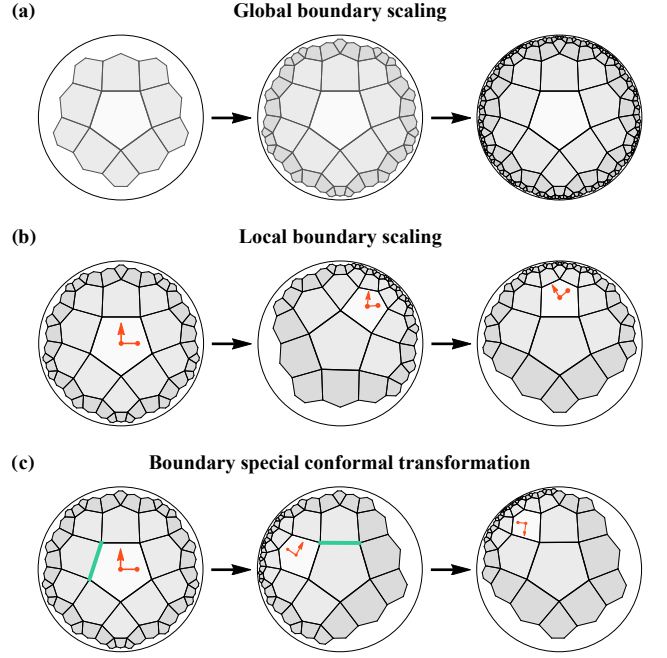 (a) Global boundary scaling
(b) Local boundary scaling
(c) Boundary special conformal transformation